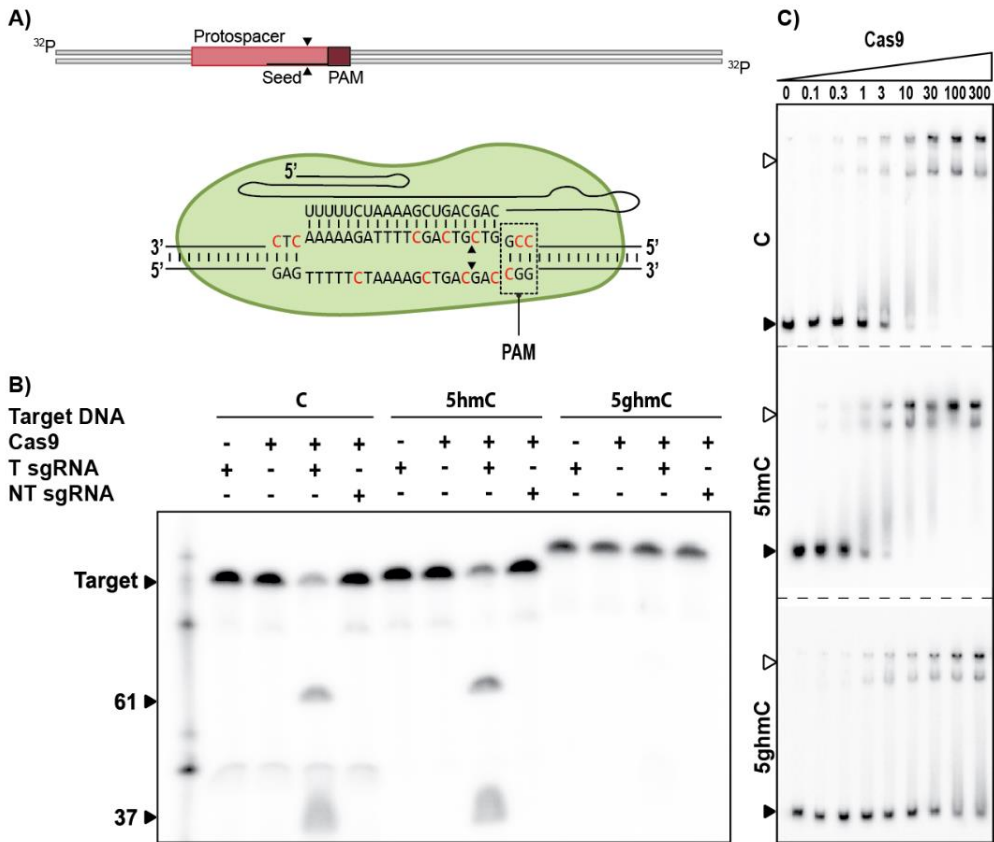 A)
32P
Protospacer
Seed
PAM
32P
5'
UUUUUCUAAAAGCUGACGAC
3' CTC AAAAAGATTTTCGACTGCTG GCC 5'
5' GAG TTTTTCTAAAAGCTGACGAC CGG 3'
PAM
B)
C 5hmC 5ghmC
Target DNA
Cas9 - + + + - + + + - + + +
T sgRNA + - + - + - + - + - + -
NT sgRNA - - - + - - - + - - - +
Target
61
37
C)
Cas9
0 0.1 0.3 1 3 10 30 100 300
C
5hmC
5ghmC